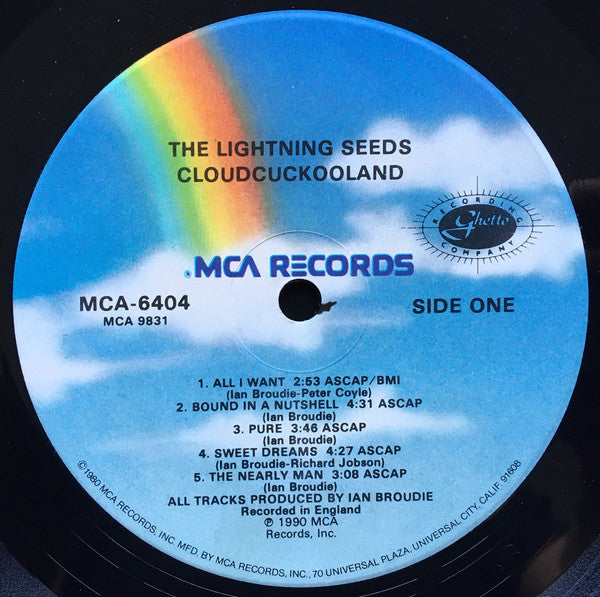 THE LIGHTNING SEEDS
CLOUDCUCKOOLAND
RECORDING
Ghetto
COMPANY
®MCA RECORDS
MCA-6404
MCA 9831
SIDE ONE
1. ALL I WANT 2:53 ASCAP/BMI
(Ian Broudie-Peter Coyle)
2. BOUND IN A NUTSHELL 4:31 ASCAP
(Ian Broudie)
3. PURE 3:46 ASCAP
(Ian Broudie)
4. SWEET DREAMS 4:27 ASCAP
(Ian Broudie-Richard Jobson)
5. THE NEARLY MAN 3:08 ASCAP
(Ian Broudie)
ALL TRACKS PRODUCED BY IAN BROUDIE
Recorded in England
℗ 1990 MCA
Records, Inc.
©1980 MCA RECORDS, INC. MFD. BY MCA RECORDS, INC., 70 UNIVERSAL PLAZA, UNIVERSAL CITY, CALIF. 91608